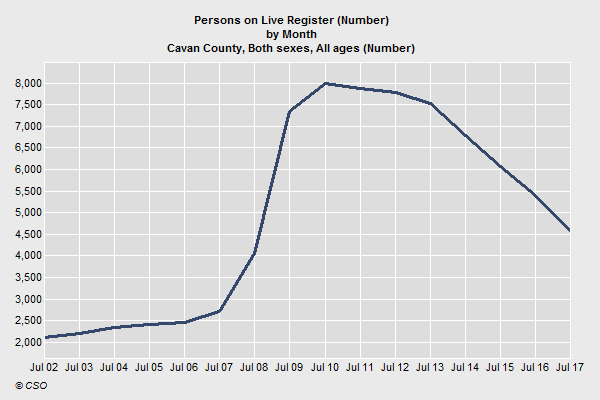 Persons on Live Register (Number)
by Month
Cavan County, Both sexes, All ages (Number)
8,000
7,500
7,000
6,500
6,000
5,500
5,000
4,500
4,000
3,500
3,000
2,500
2,000
Jul 02 Jul 03 Jul 04 Jul 05 Jul 06 Jul 07 Jul 08 Jul 09 Jul 10 Jul 11 Jul 12 Jul 13 Jul 14 Jul 15 Jul 16 Jul 17
© CSO